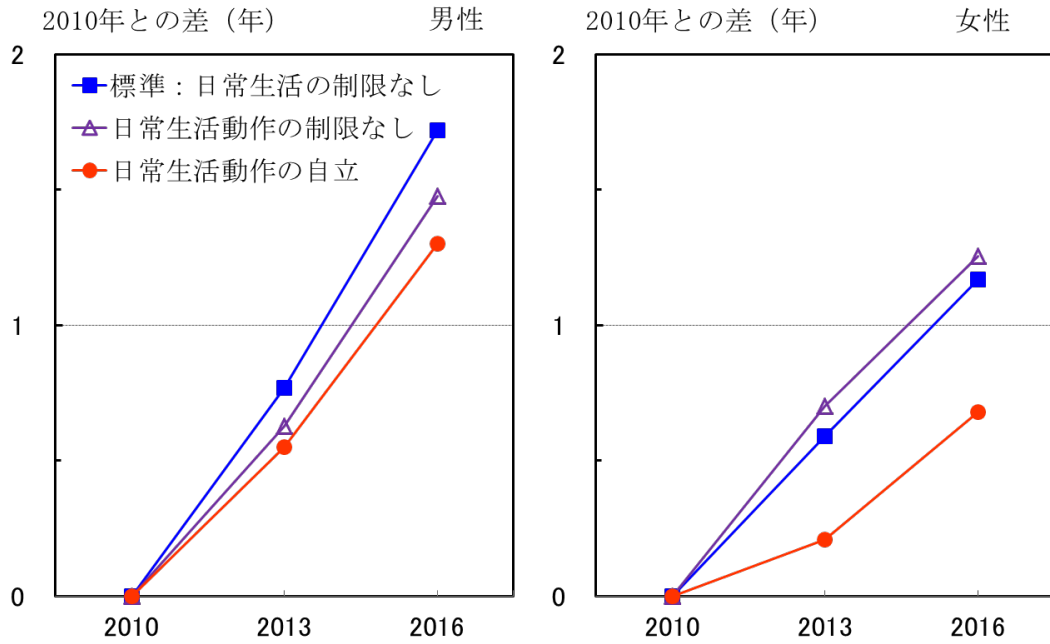 2010年との差（年） 男性
2
標準：日常生活の制限なし
日常生活動作の制限なし
日常生活動作の自立
1
0
2010 2013 2016
2010年との差（年） 女性
2
1
0
2010 2013 2016